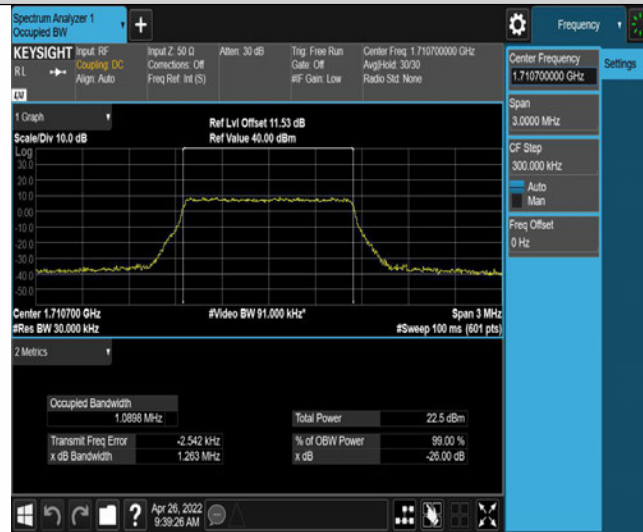 Spectrum Analyzer 1
Occupied BW
Frequency
KEYSIGHT
RL
Input: RF
Coupling: DC
Align: Auto
Input Z: 50 Ω
Corrections: Off
Freq Ref: Int (S)
Atten: 30 dB
Trig: Free Run
Gate: Off
#IF Gain: Low
Center Freq: 1.710700000 GHz
Avg|Hold: 30/30
Radio Std: None
LXI
1 Graph
Scale/Div 10.0 dB
Ref Lvl Offset 11.53 dB
Ref Value 40.00 dBm
Log
30.0
20.0
10.0
0.00
-10.0
-20.0
-30.0
-40.0
-50.0
Center 1.710700 GHz
#Res BW 30.000 kHz
#Video BW 91.000 kHz*
Span 3 MHz
#Sweep 100 ms (601 pts)
2 Metrics
Occupied Bandwidth
1.0898 MHz
Transmit Freq Error -2.542 kHz
x dB Bandwidth 1.263 MHz
Total Power 22.5 dBm
% of OBW Power 99.00 %
x dB -26.00 dB
Center Frequency
1.710700000 GHz
Settings
Span
3.0000 MHz
CF Step
300.000 kHz
Auto
Man
Freq Offset
0 Hz
Apr 26, 2022
9:39:26 AM